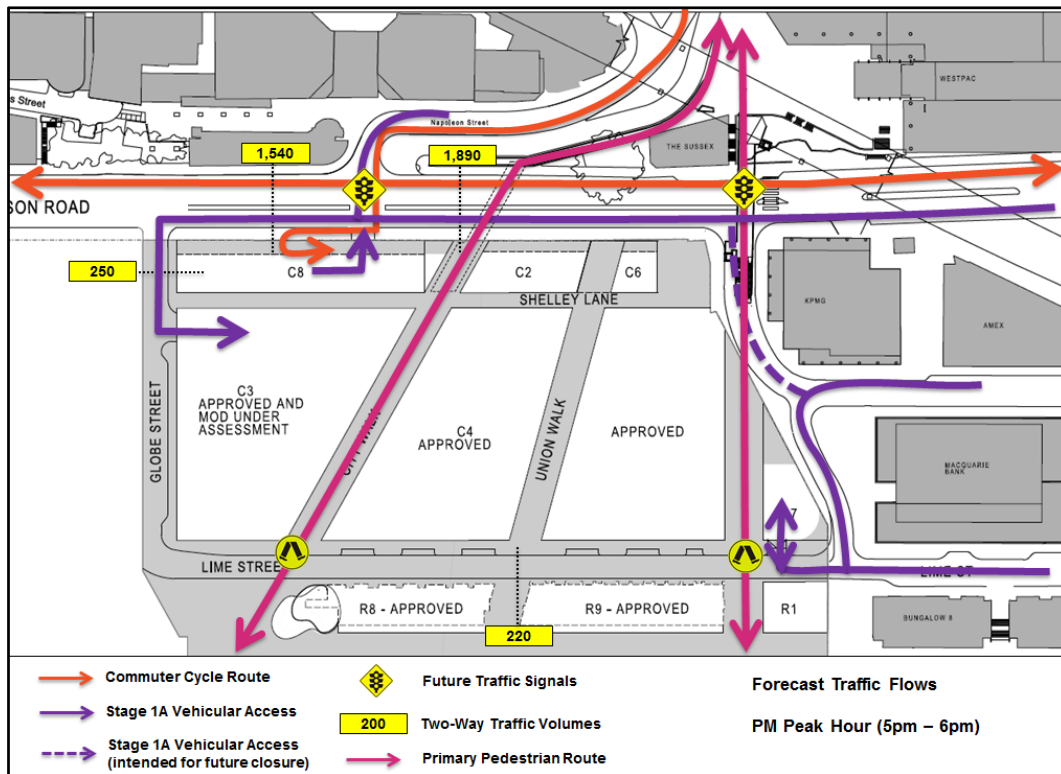 WESTPAC
s Street
Napoleon Street
1,540
1,890
THE SUSSEX
SON ROAD
250
C8
C2
C6
SHELLEY LANE
KPMG
AMEX
C3
APPROVED AND
MOD UNDER
ASSESSMENT
C4
APPROVED
APPROVED
GLOBE STREET
UNION WALK
MACQUARIE
BANK
7
LIME STREE
LIME ST
R8 - APPROVED
R9 - APPROVED
R1
220
BUNGALOW 8
Commuter Cycle Route
Future Traffic Signals
Forecast Traffic Flows
Stage 1A Vehicular Access
200
Two-Way Traffic Volumes
PM Peak Hour (5pm – 6pm)
Stage 1A Vehicular Access
(intended for future closure)
Primary Pedestrian Route